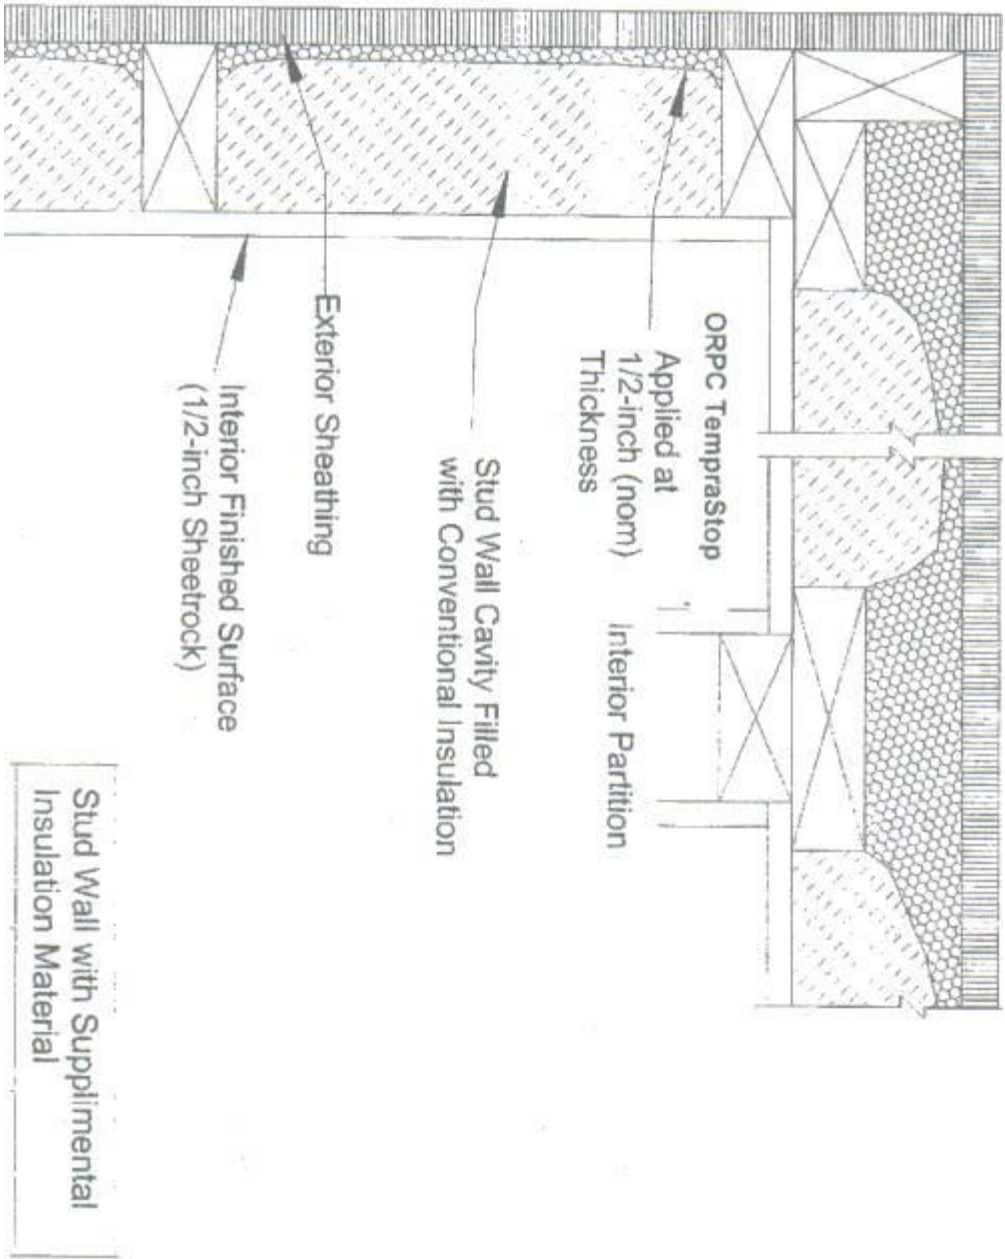 ORPC TempraStop
Applied at
1/2-inch (nom)
Thickness
Interior Partition
Stud Wall Cavity Filled
with Conventional Insulation
Exterior Sheathing
Interior Finished Surface
(1/2-inch Sheetrock)
Stud Wall with Supplimental
Insulation Material